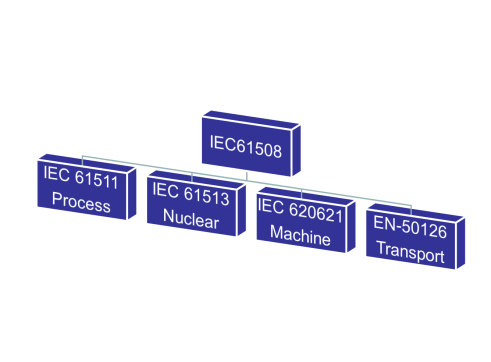 IEC61508
IEC 61511
Process
IEC 61513
Nuclear
IEC 620621
Machine
EN-50126
Transport